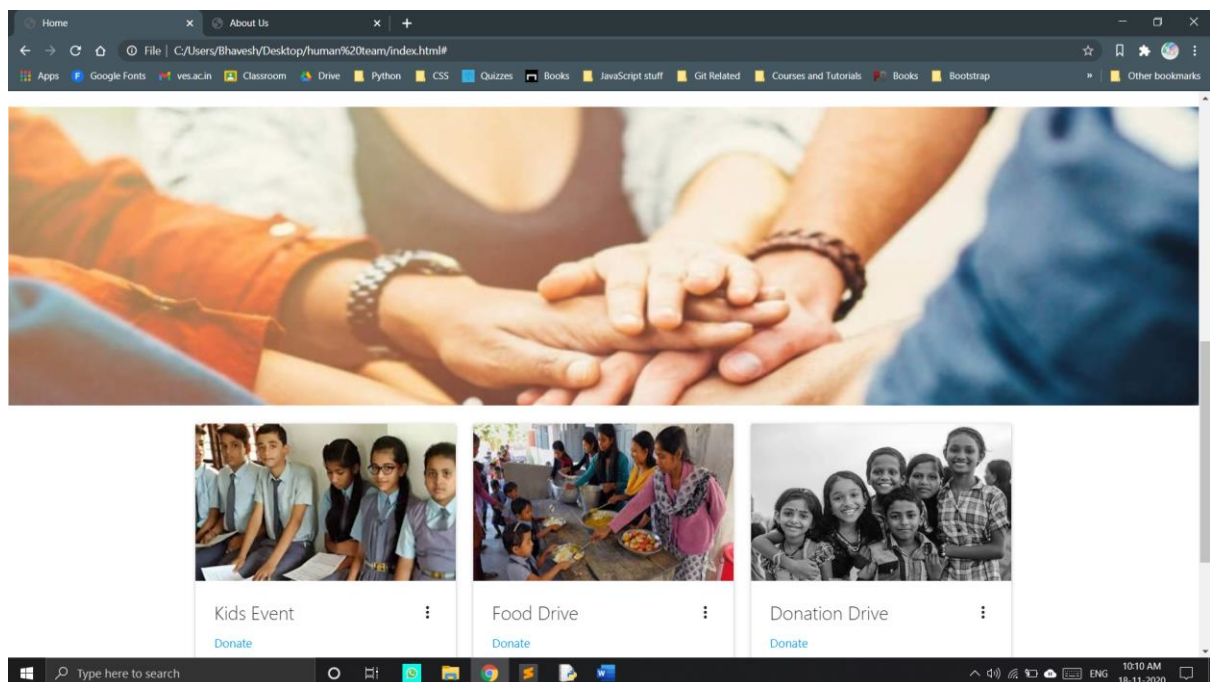 Home
About Us
File | C:/Users/Bhavesh/Desktop/human%20team/index.html#
Apps Google Fonts ves.ac.in Classroom Drive Python CSS Quizzes Books JavaScript stuff Git Related Courses and Tutorials Books Bootstrap » Other bookmarks
Kids Event
Donate
Food Drive
Donate
Donation Drive
Donate
Type here to search
ENG
10:10 AM
18-11-2020